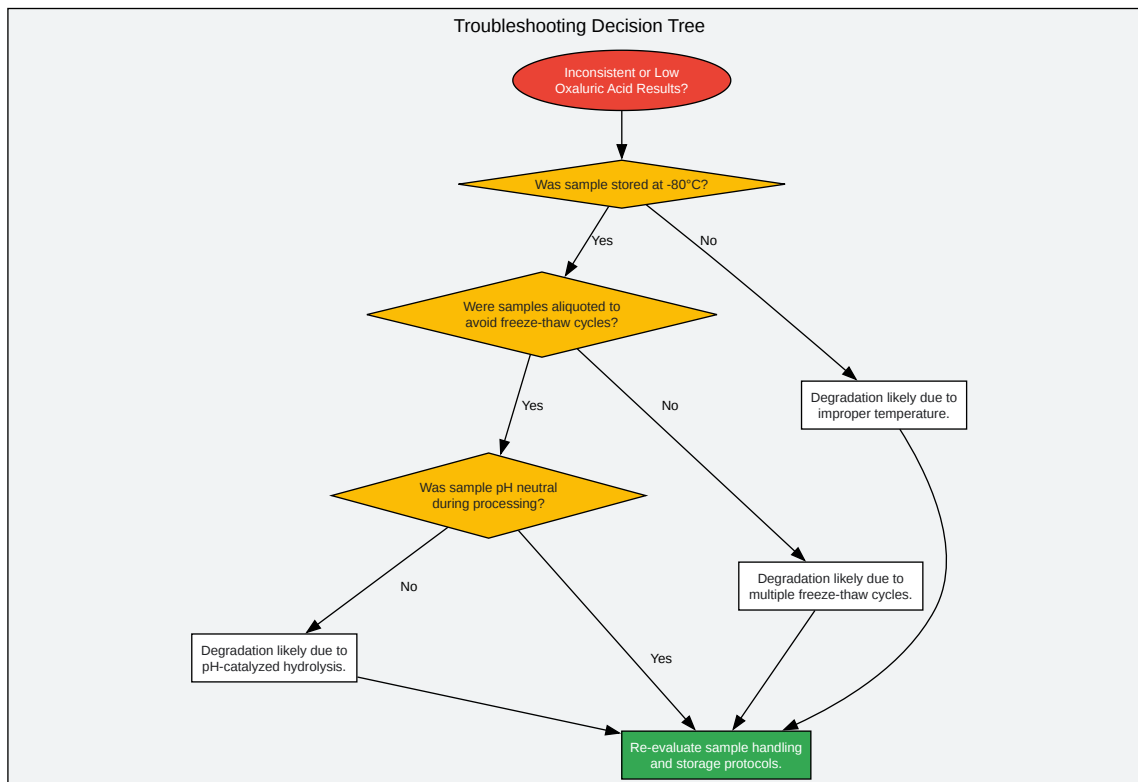 Troubleshooting Decision Tree
Inconsistent or Low
Oxaluric Acid Results?
Was sample stored at -80°C?
Yes
No
Were samples aliquoted to
avoid freeze-thaw cycles?
Degradation likely due to
improper temperature.
Yes
No
Was sample pH neutral
during processing?
Degradation likely due to
multiple freeze-thaw cycles.
No
Yes
Degradation likely due to
pH-catalyzed hydrolysis.
Re-evaluate sample handling
and storage protocols.